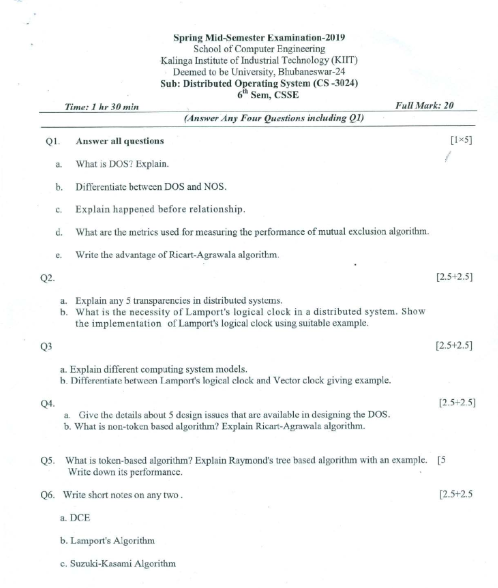 Spring Mid-Semester Examination-2019
School of Computer Engineering
Kalinga Institute of Industrial Technology (KIIT)
Deemed to be University, Bhubaneswar-24
Sub: Distributed Operating System (CS -3024)
6th Sem, CSSE
Time: 1 hr 30 min Full Mark: 20
(Answer Any Four Questions including Q1)
Q1. Answer all questions [1×5]
a. What is DOS? Explain.
b. Differentiate between DOS and NOS.
c. Explain happened before relationship.
d. What are the metrics used for measuring the performance of mutual exclusion algorithm.
e. Write the advantage of Ricart-Agrawala algorithm.
Q2. [2.5+2.5]
a. Explain any 5 transparencies in distributed systems.
b. What is the necessity of Lamport's logical clock in a distributed system. Show
the implementation of Lamport's logical clock using suitable example.
Q3 [2.5+2.5]
a. Explain different computing system models.
b. Differentiate between Lamport's logical clock and Vector clock giving example.
Q4. [2.5+2.5]
a. Give the details about 5 design issues that are available in designing the DOS.
b. What is non-token based algorithm? Explain Ricart-Agrawala algorithm.
Q5. What is token-based algorithm? Explain Raymond's tree based algorithm with an example. [5
Write down its performance.
Q6. Write short notes on any two . [2.5+2.5
a. DCE
b. Lamport's Algorithm
c. Suzuki-Kasami Algorithm